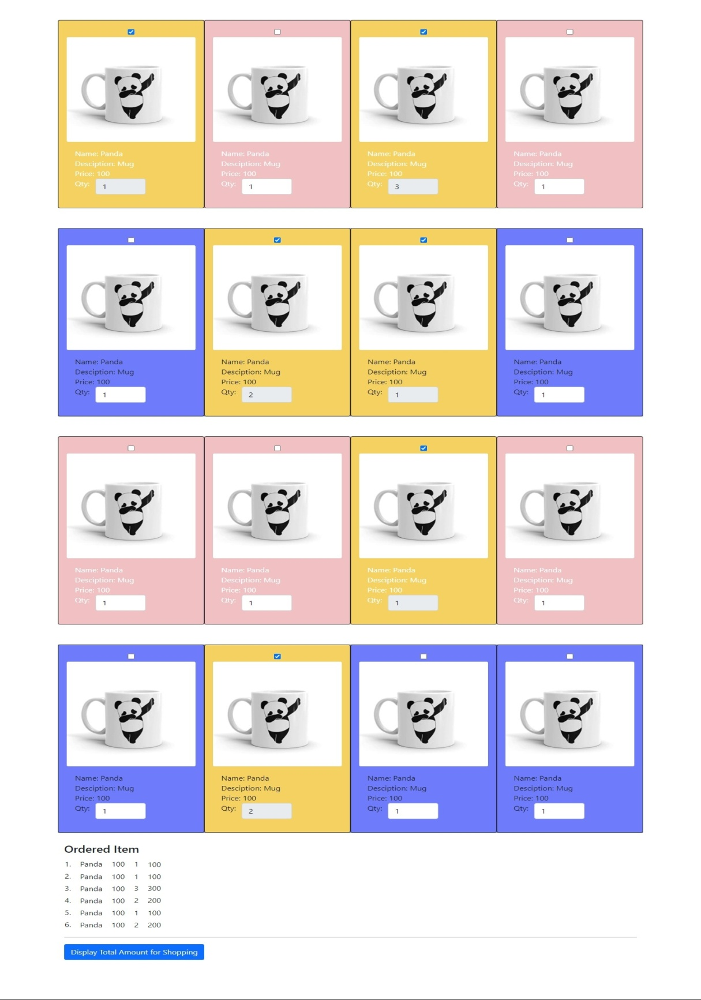 Name: Panda
Desciption: Mug
Price: 100
Qty: 1
Name: Panda
Desciption: Mug
Price: 100
Qty: 1
Name: Panda
Desciption: Mug
Price: 100
Qty: 3
Name: Panda
Desciption: Mug
Price: 100
Qty: 1
Name: Panda
Desciption: Mug
Price: 100
Qty: 1
Name: Panda
Desciption: Mug
Price: 100
Qty: 2
Name: Panda
Desciption: Mug
Price: 100
Qty: 1
Name: Panda
Desciption: Mug
Price: 100
Qty: 1
Name: Panda
Desciption: Mug
Price: 100
Qty: 1
Name: Panda
Desciption: Mug
Price: 100
Qty: 1
Name: Panda
Desciption: Mug
Price: 100
Qty: 1
Name: Panda
Desciption: Mug
Price: 100
Qty: 1
Name: Panda
Desciption: Mug
Price: 100
Qty: 1
Name: Panda
Desciption: Mug
Price: 100
Qty: 2
Name: Panda
Desciption: Mug
Price: 100
Qty: 1
Name: Panda
Desciption: Mug
Price: 100
Qty: 1
Ordered Item
1. Panda 100 1 100
2. Panda 100 1 100
3. Panda 100 3 300
4. Panda 100 2 200
5. Panda 100 1 100
6. Panda 100 2 200
Display Total Amount for Shopping